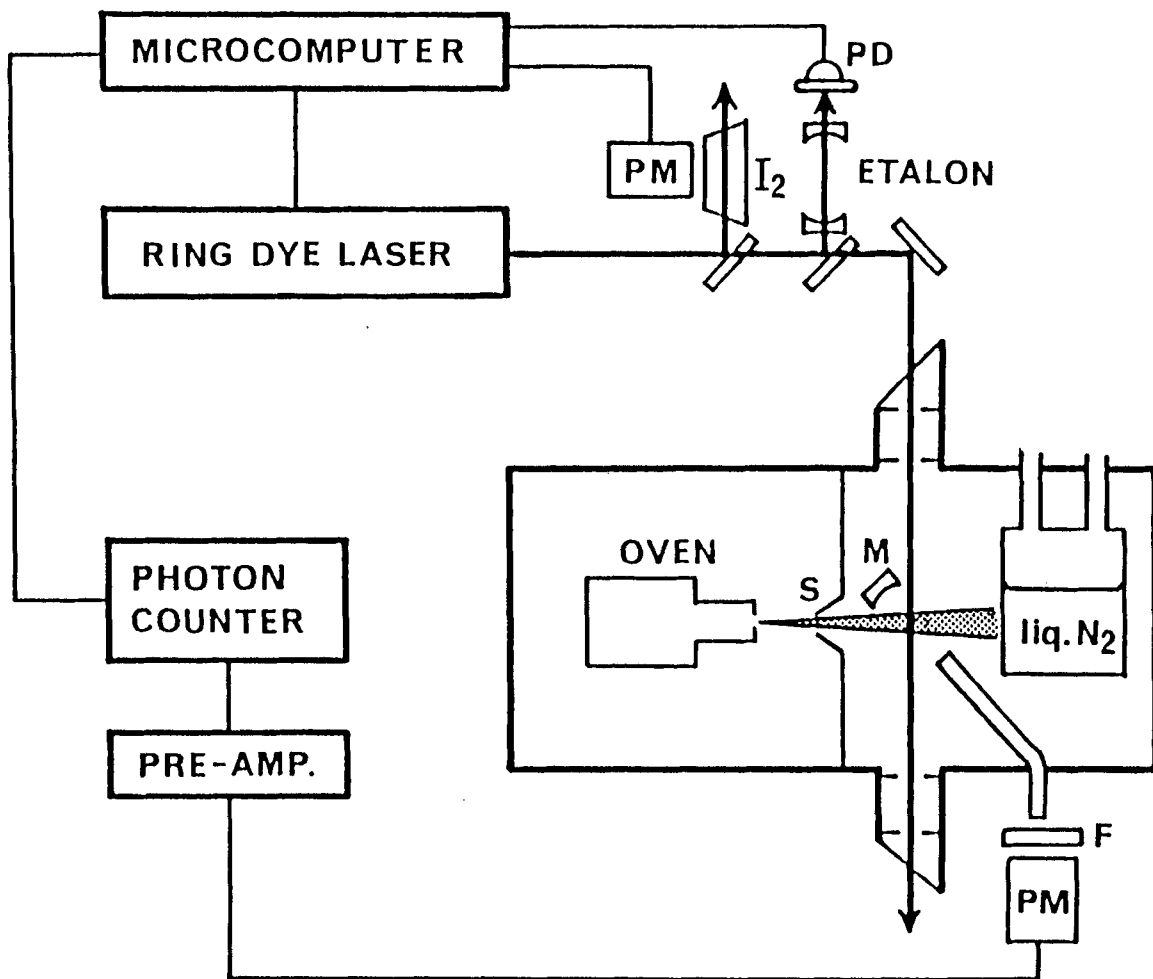 MICROCOMPUTER
PD
PM
I₂
ETALON
RING DYE LASER
OVEN
M
S
PHOTON
COUNTER
liq. N₂
PRE-AMP.
F
PM